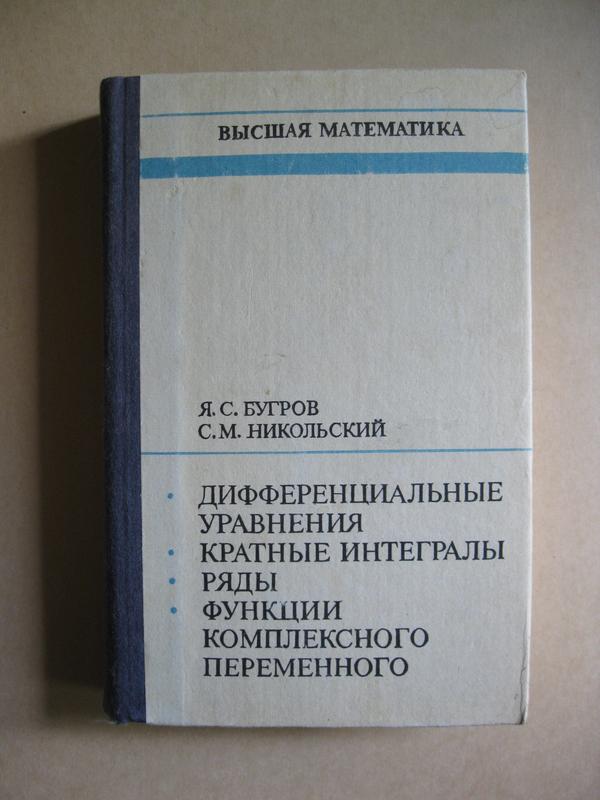 ВЫСШАЯ МАТЕМАТИКА
Я. С. БУГРОВ
С. М. НИКОЛЬСКИЙ
• ДИФФЕРЕНЦИАЛЬНЫЕ
УРАВНЕНИЯ
• КРАТНЫЕ ИНТЕГРАЛЫ
• РЯДЫ
• ФУНКЦИИ
КОМПЛЕКСНОГО
ПЕРЕМЕННОГО